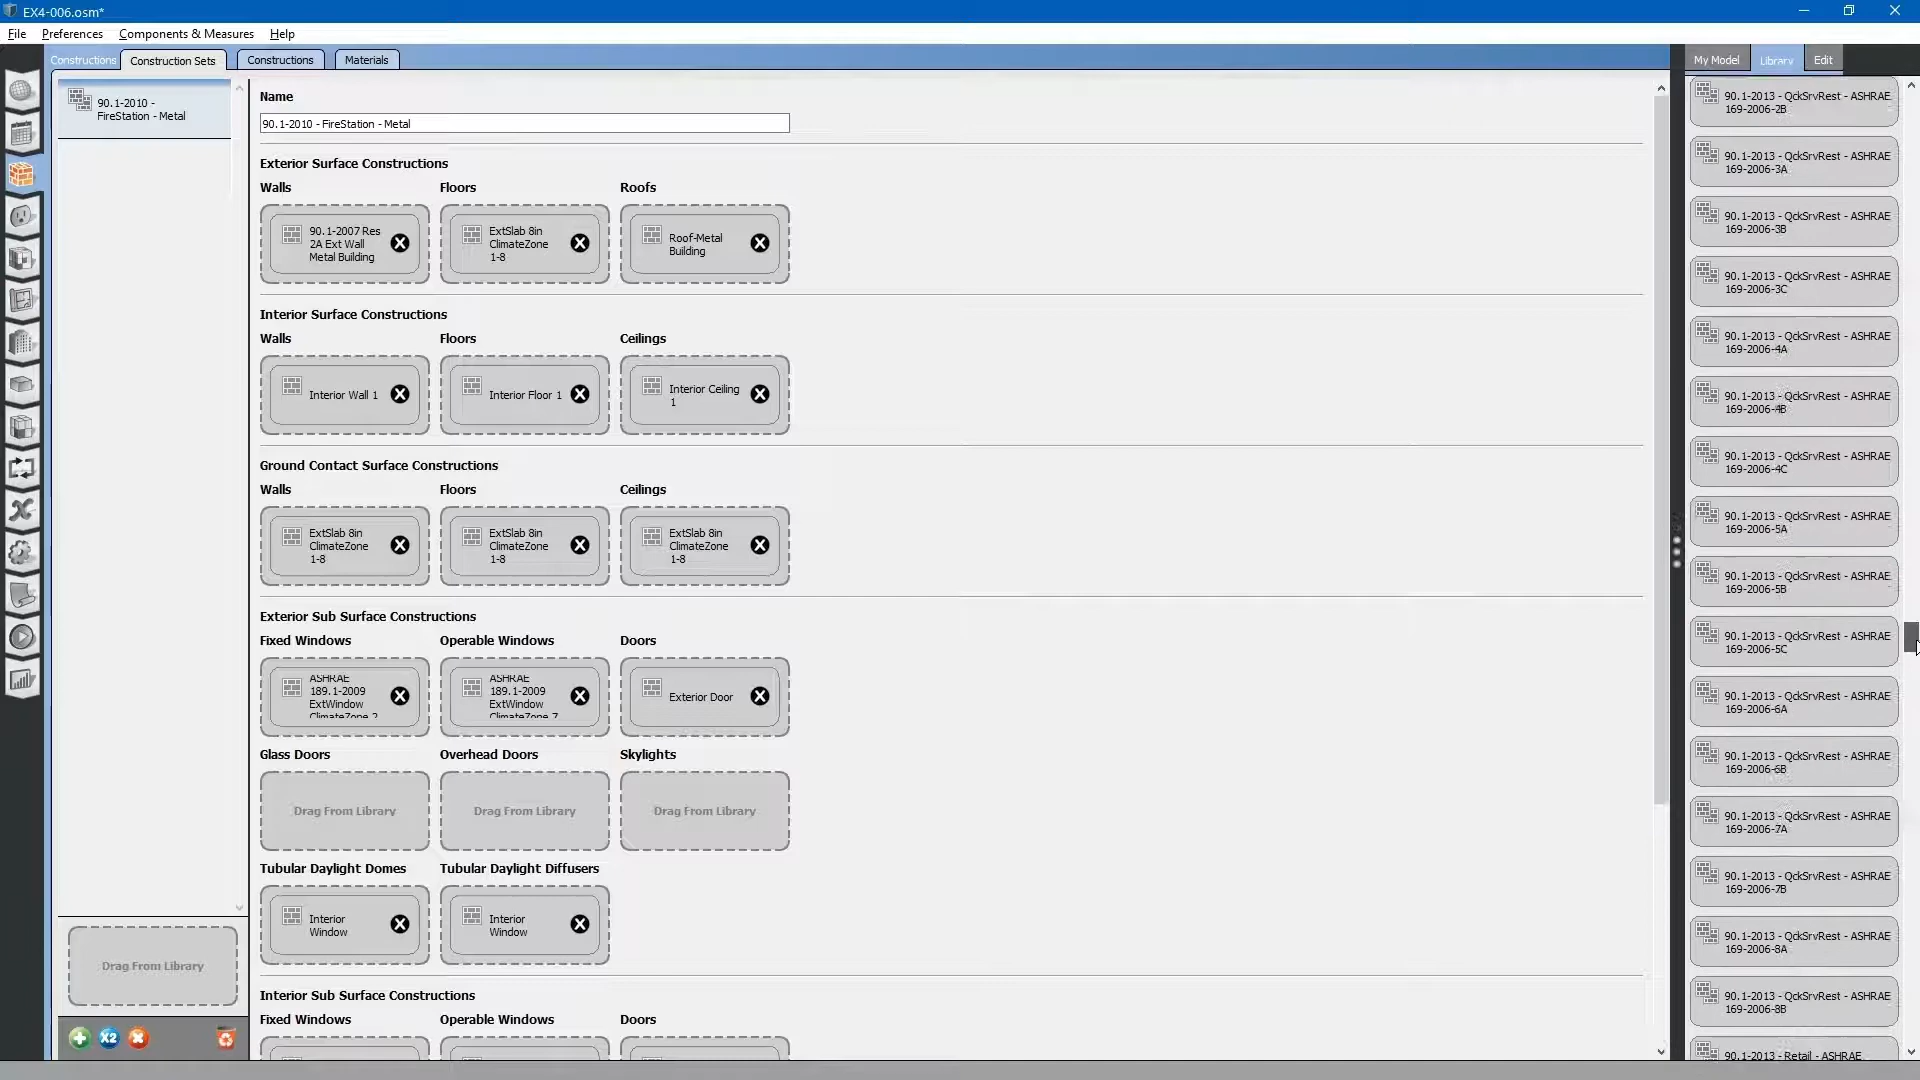 EX4-006.osm*
File Preferences Components & Measures Help
Constructions Construction Sets Constructions Materials
My Model Library Edit
90.1-2010 -
FireStation - Metal
Drag From Library
X2
Name
90.1-2010 - FireStation - Metal
Exterior Surface Constructions
Walls Floors Roofs
90.1-2007 Res
2A Ext Wall
Metal Building
ExtSlab 8in
ClimateZone
1-8
Roof-Metal
Building
Interior Surface Constructions
Walls Floors Ceilings
Interior Wall 1
Interior Floor 1
Interior Ceiling
1
Ground Contact Surface Constructions
Walls Floors Ceilings
ExtSlab 8in
ClimateZone
1-8
ExtSlab 8in
ClimateZone
1-8
ExtSlab 8in
ClimateZone
1-8
Exterior Sub Surface Constructions
Fixed Windows Operable Windows Doors
ASHRAE
189.1-2009
ExtWindow
ClimateZone 2
ASHRAE
189.1-2009
ExtWindow
ClimateZone 7
Exterior Door
Glass Doors Overhead Doors Skylights
Drag From Library Drag From Library Drag From Library
Tubular Daylight Domes Tubular Daylight Diffusers
Interior
Window
Interior
Window
Interior Sub Surface Constructions
Fixed Windows Operable Windows Doors
90.1-2013 - QckSrvRest - ASHRAE
169-2006-2B
90.1-2013 - QckSrvRest - ASHRAE
169-2006-3A
90.1-2013 - QckSrvRest - ASHRAE
169-2006-3B
90.1-2013 - QckSrvRest - ASHRAE
169-2006-3C
90.1-2013 - QckSrvRest - ASHRAE
169-2006-4A
90.1-2013 - QckSrvRest - ASHRAE
169-2006-4B
90.1-2013 - QckSrvRest - ASHRAE
169-2006-4C
90.1-2013 - QckSrvRest - ASHRAE
169-2006-5A
90.1-2013 - QckSrvRest - ASHRAE
169-2006-5B
90.1-2013 - QckSrvRest - ASHRAE
169-2006-5C
90.1-2013 - QckSrvRest - ASHRAE
169-2006-6A
90.1-2013 - QckSrvRest - ASHRAE
169-2006-6B
90.1-2013 - QckSrvRest - ASHRAE
169-2006-7A
90.1-2013 - QckSrvRest - ASHRAE
169-2006-7B
90.1-2013 - QckSrvRest - ASHRAE
169-2006-8A
90.1-2013 - QckSrvRest - ASHRAE
169-2006-8B
90.1-2013 - Retail - ASHRAE